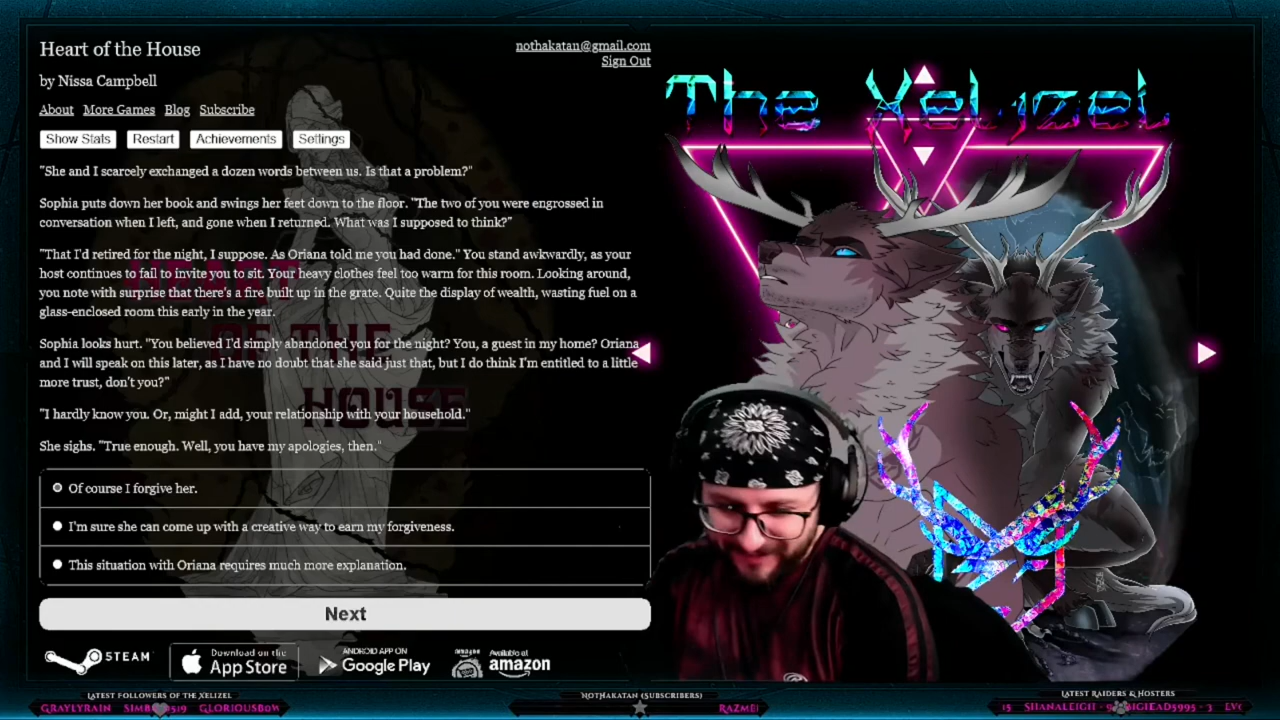 Heart of the House
nothakatan@gmail.com
Sign Out
by Nissa Campbell
About More Games Blog Subscribe
Show Stats Restart Achievements Settings
"She and I scarcely exchanged a dozen words between us. Is that a problem?"
Sophia puts down her book and swings her feet down to the floor. "The two of you were engrossed in
conversation when I left, and gone when I returned. What was I supposed to think?"
"That I'd retired for the night, I suppose. As Oriana told me you had done." You stand awkwardly, as your
host continues to fail to invite you to sit. Your heavy clothes feel too warm for this room. Looking around,
you note with surprise that there's a fire built up in the grate. Quite the display of wealth, wasting fuel on a
glass-enclosed room this early in the year.
Sophia looks hurt. "You believed I'd simply abandoned you for the night? You, a guest in my home? Oriana
and I will speak on this later, as I have no doubt that she said just that, but I do think I'm entitled to a little
more trust, don't you?"
"I hardly know you. Or, might I add, your relationship with your household."
She sighs. "True enough. Well, you have my apologies, then."
Of course I forgive her.
I'm sure she can come up with a creative way to earn my forgiveness.
This situation with Oriana requires much more explanation.
Next
STEAM
Download on the
App Store
ANDROID APP ON
Google Play
Available at
amazon
OF THE
HOUSE
The Xelizel
Latest Followers of the Xelizel
GraylyRain
GloriousBow
NotHakatan (Subscribers)
Razmei
Latest Raiders & Hosters
15 Shanaleigh
- 3